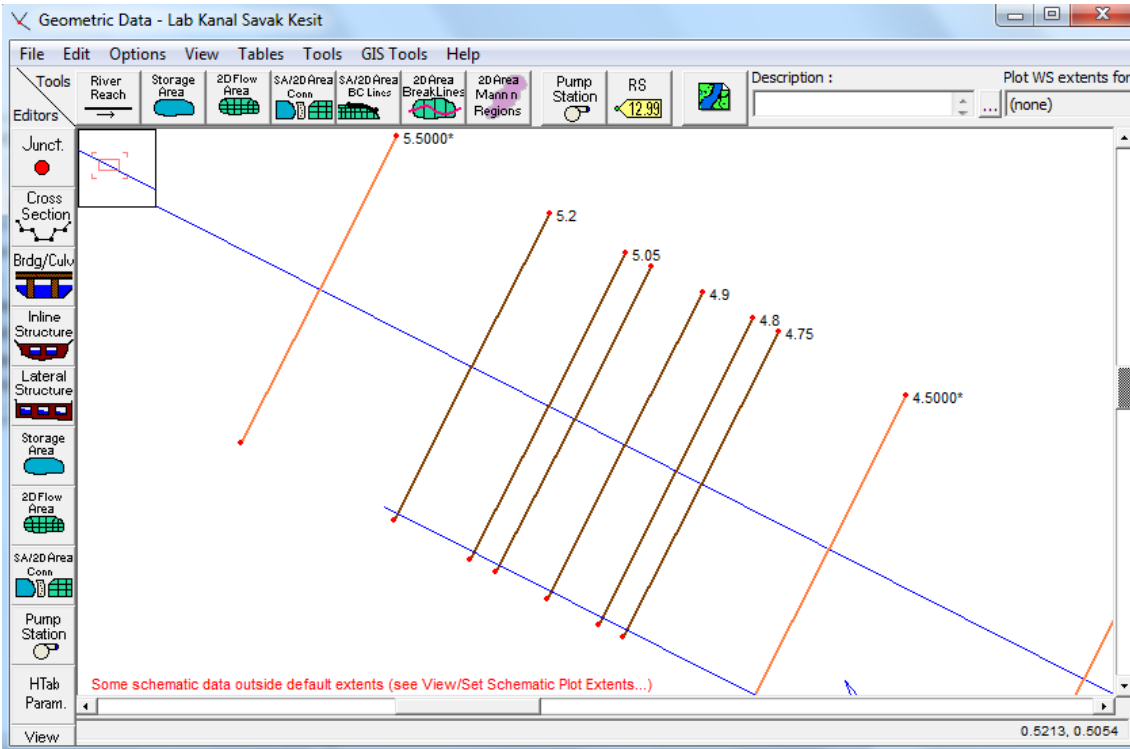 Geometric Data - Lab Kanal Savak Kesit
File Edit Options View Tables Tools GIS Tools Help
Tools
Editors
River
Reach
Storage
Area
2D Flow
Area
SA/2D Area
Conn
SA/2D Area
BC Lines
2D Area
BreakLines
2D Area
Mann n
Regions
Pump
Station
RS
12.99
Description :
...
Plot WS extents for
(none)
Junct.
Cross
Section
Brdg/Culv
Inline
Structure
Lateral
Structure
Storage
Area
2D Flow
Area
SA/2D Area
Conn
Pump
Station
HTab
Param.
View
5.5000*
5.2
5.05
4.9
4.8
4.75
4.5000*
Some schematic data outside default extents (see View/Set Schematic Plot Extents...)
0.5213, 0.5054